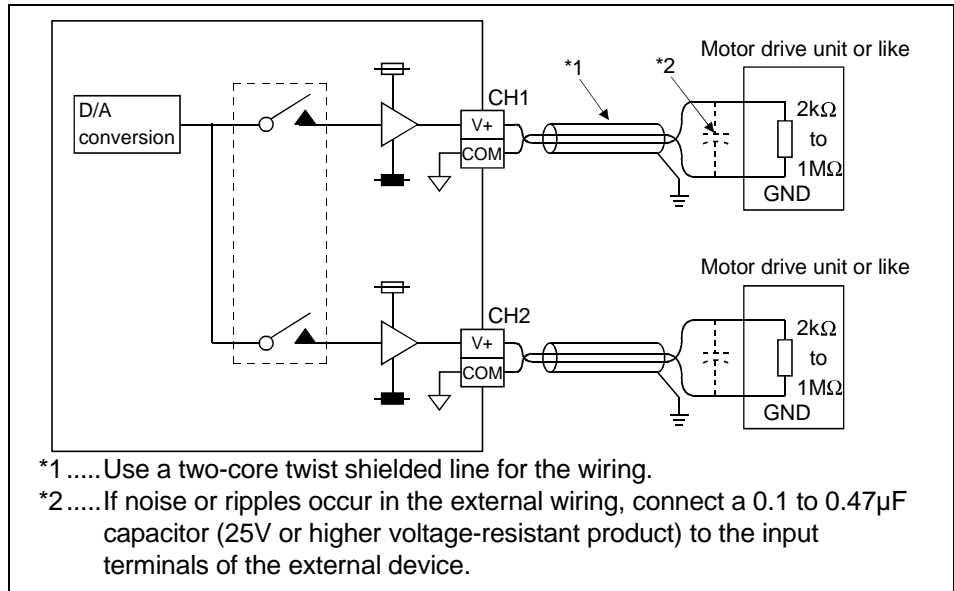 Motor drive unit or like
*1
*2
D/A
conversion
CH1
V+
COM
2kΩ
to
1MΩ
GND
Motor drive unit or like
CH2
V+
COM
2kΩ
to
1MΩ
GND
*1.....Use a two-core twist shielded line for the wiring.
*2.....If noise or ripples occur in the external wiring, connect a 0.1 to 0.47μF
capacitor (25V or higher voltage-resistant product) to the input
terminals of the external device.